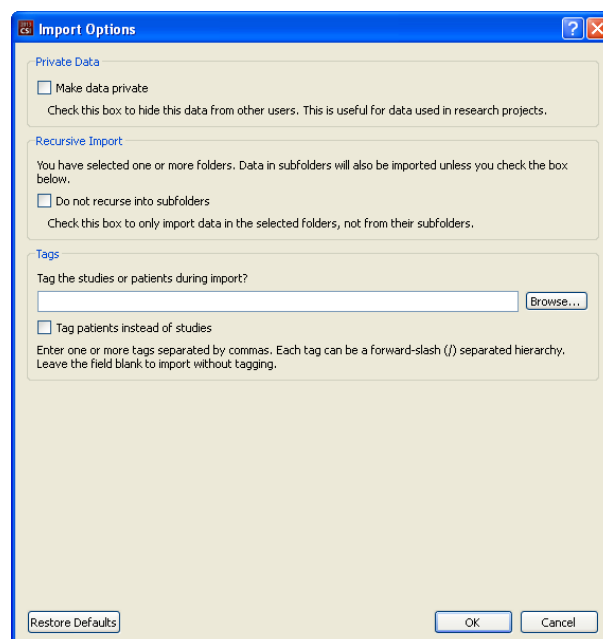 2013
CSI
Import Options
Private Data
Make data private
Check this box to hide this data from other users. This is useful for data used in research projects.
Recursive Import
You have selected one or more folders. Data in subfolders will also be imported unless you check the box
below.
Do not recurse into subfolders
Check this box to only import data in the selected folders, not from their subfolders.
Tags
Tag the studies or patients during import?
Browse...
Tag patients instead of studies
Enter one or more tags separated by commas. Each tag can be a forward-slash (/) separated hierarchy.
Leave the field blank to import without tagging.
Restore Defaults
OK
Cancel